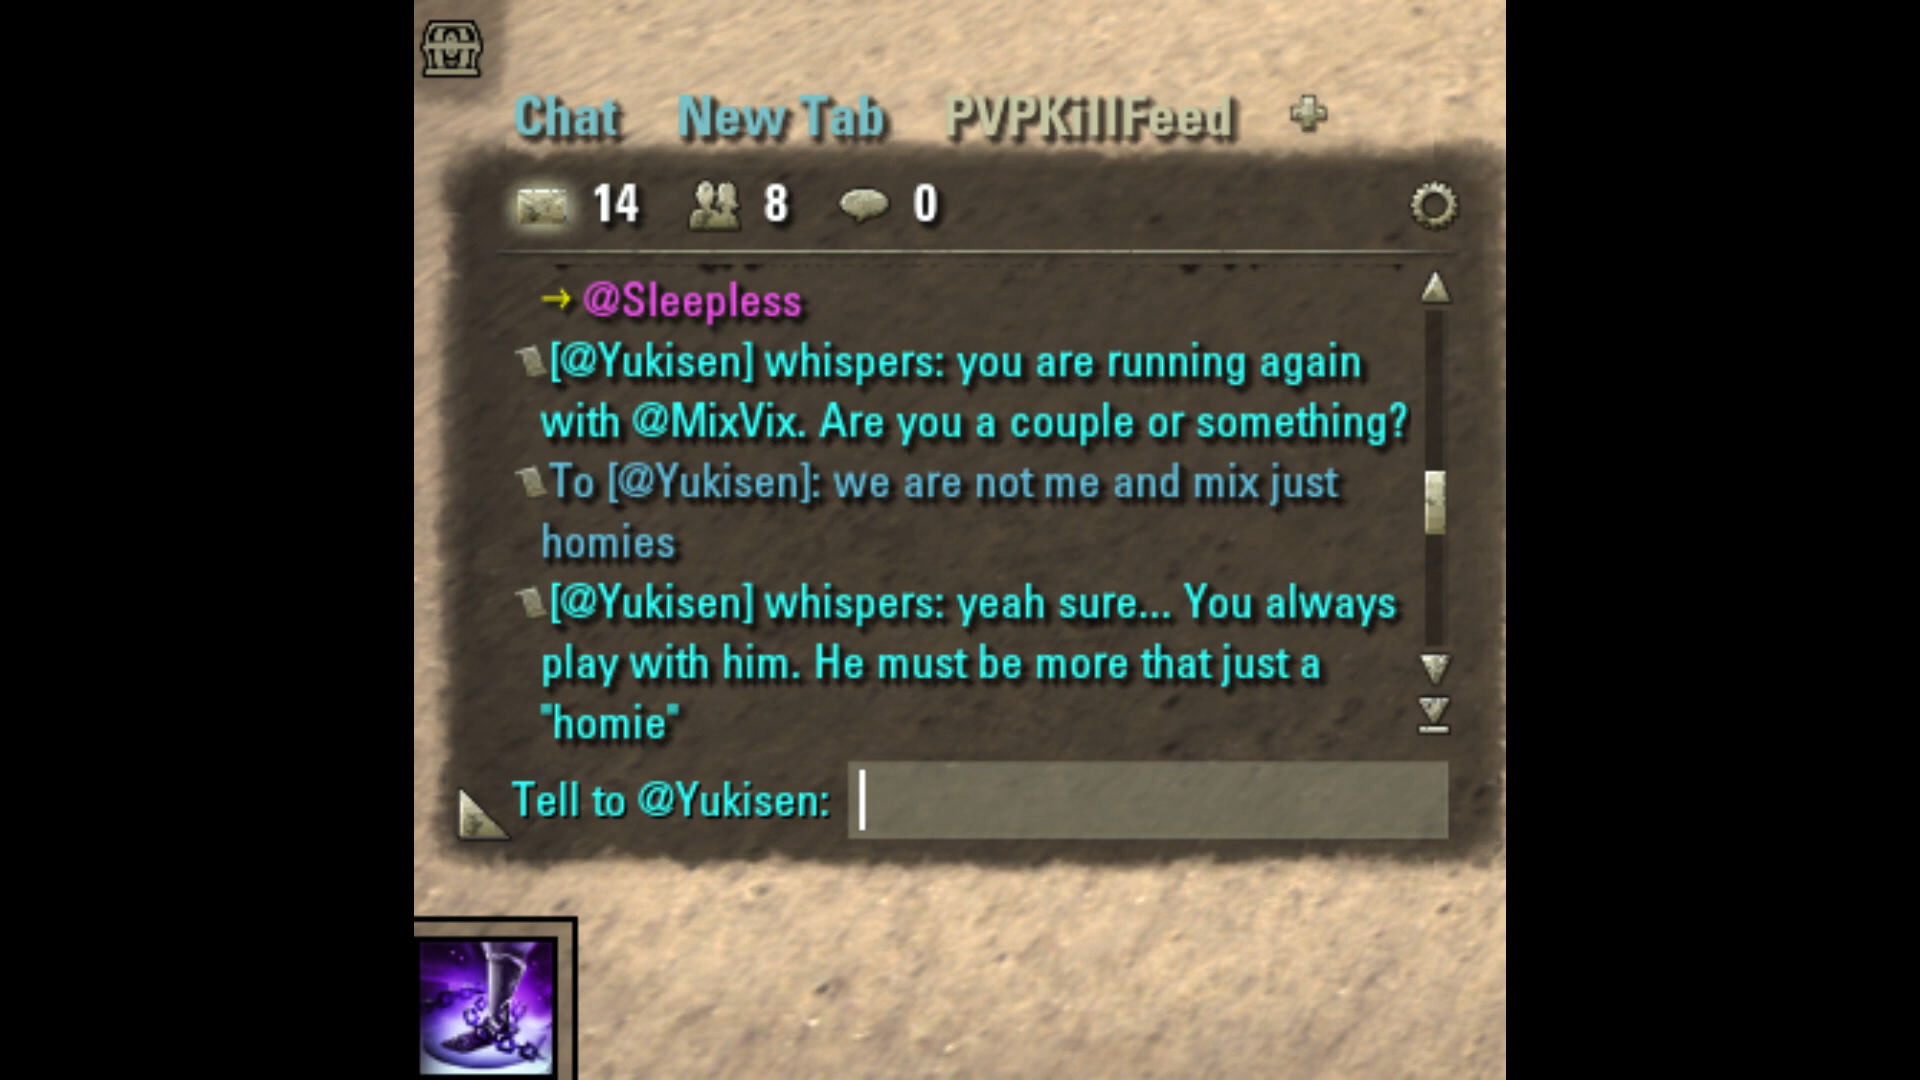 Chat New Tab PVPKillFeed
14 8 0
→ @Sleepless
[@Yukisen] whispers: you are running again
with @MixVix. Are you a couple or something?
To [@Yukisen]: we are not me and mix just
homies
[@Yukisen] whispers: yeah sure... You always
play with him. He must be more that just a
"homie"
Tell to @Yukisen: